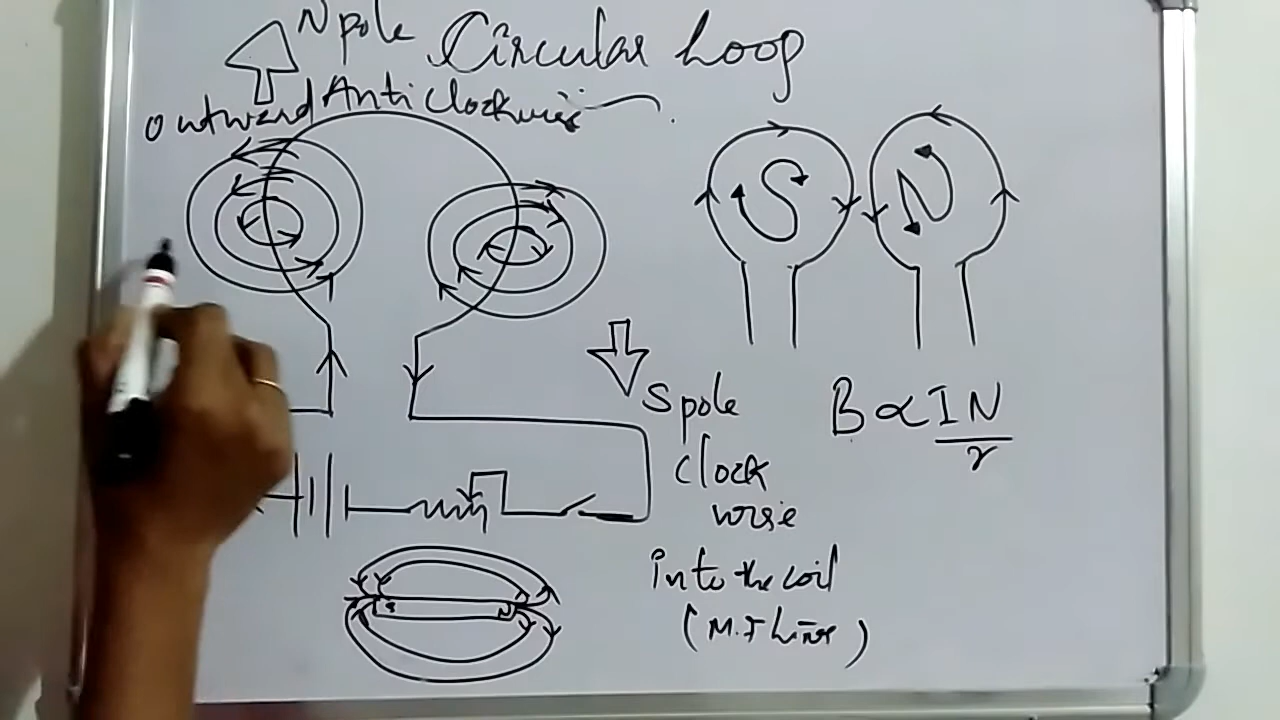 N pole Circular Loop
outward Anticlockwise
S N
S pole
Clock
wise
B ∝ IN
r
into the coil
(M.F Lines)
S N